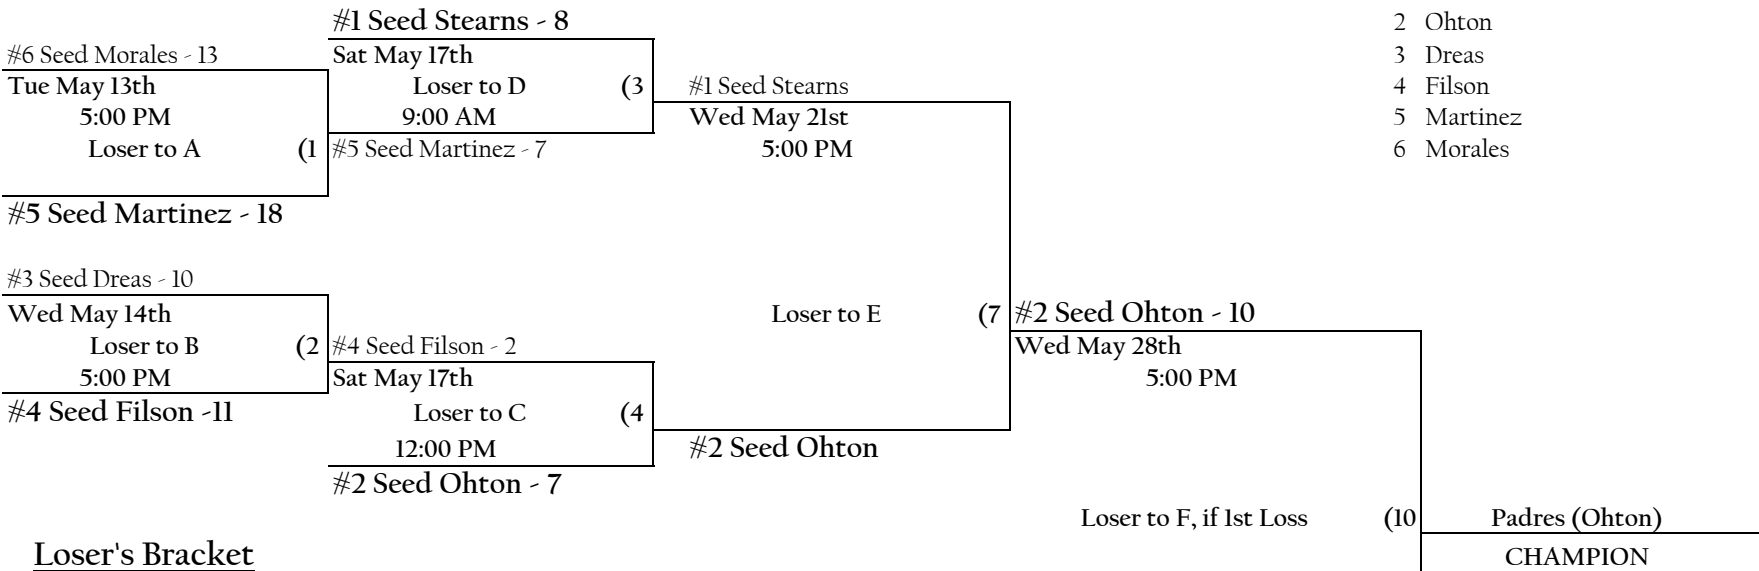 #1 Seed Stearns - 8
2 Ohton
#6 Seed Morales - 13
Sat May 17th
3 Dreas
Tue May 13th
Loser to D (3
#1 Seed Stearns
4 Filson
5:00 PM
9:00 AM
Wed May 21st
5 Martinez
Loser to A (1
#5 Seed Martinez - 7
5:00 PM
6 Morales
#5 Seed Martinez - 18
#3 Seed Dreas - 10
Wed May 14th
Loser to E (7
#2 Seed Ohton - 10
Loser to B (2
#4 Seed Filson - 2
Wed May 28th
5:00 PM
Sat May 17th
5:00 PM
#4 Seed Filson -11
Loser to C (4
12:00 PM
#2 Seed Ohton
#2 Seed Ohton - 7
Loser to F, if 1st Loss (10
Padres (Ohton)
Loser's Bracket
CHAMPION